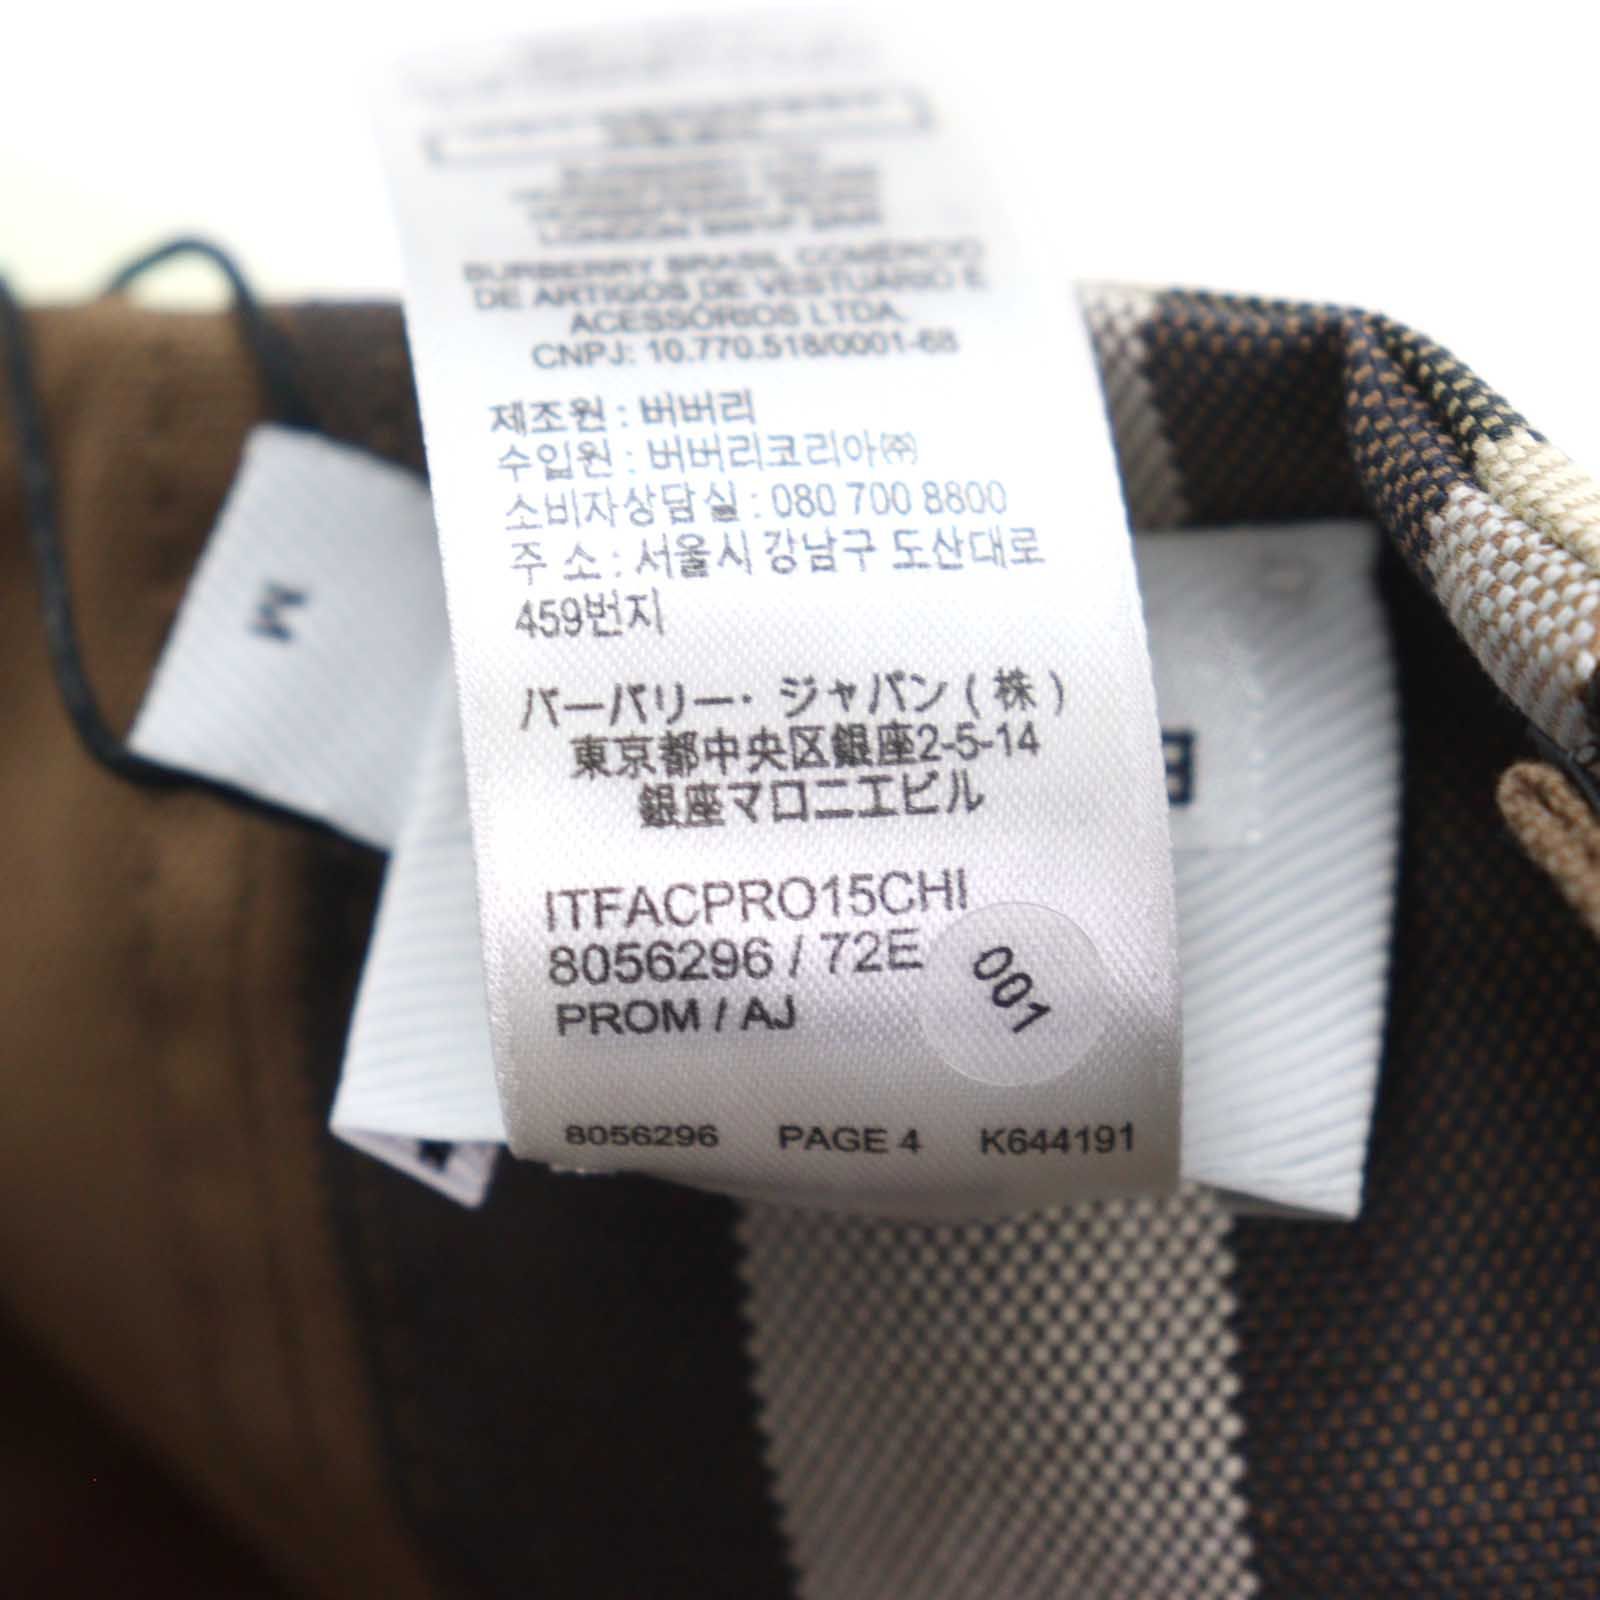 BURBERRY BRASIL COMÉRCIO
DE ARTIGOS DE VESTUÁRIO E
ACESSÓRIOS LTDA.
CNPJ: 10.770.518/0001-68
제조원 : 버버리
수입원 : 버버리코리아㈜
소비자상담실 : 080 700 8800
주 소 : 서울시 강남구 도산대로
459번지
バーバリー・ジャパン ( 株 )
東京都中央区銀座2-5-14
銀座マロニエビル
ITFACPRO15CHI
8056296 / 72E
PROM / AJ
001
8056296 PAGE 4 K644191
M